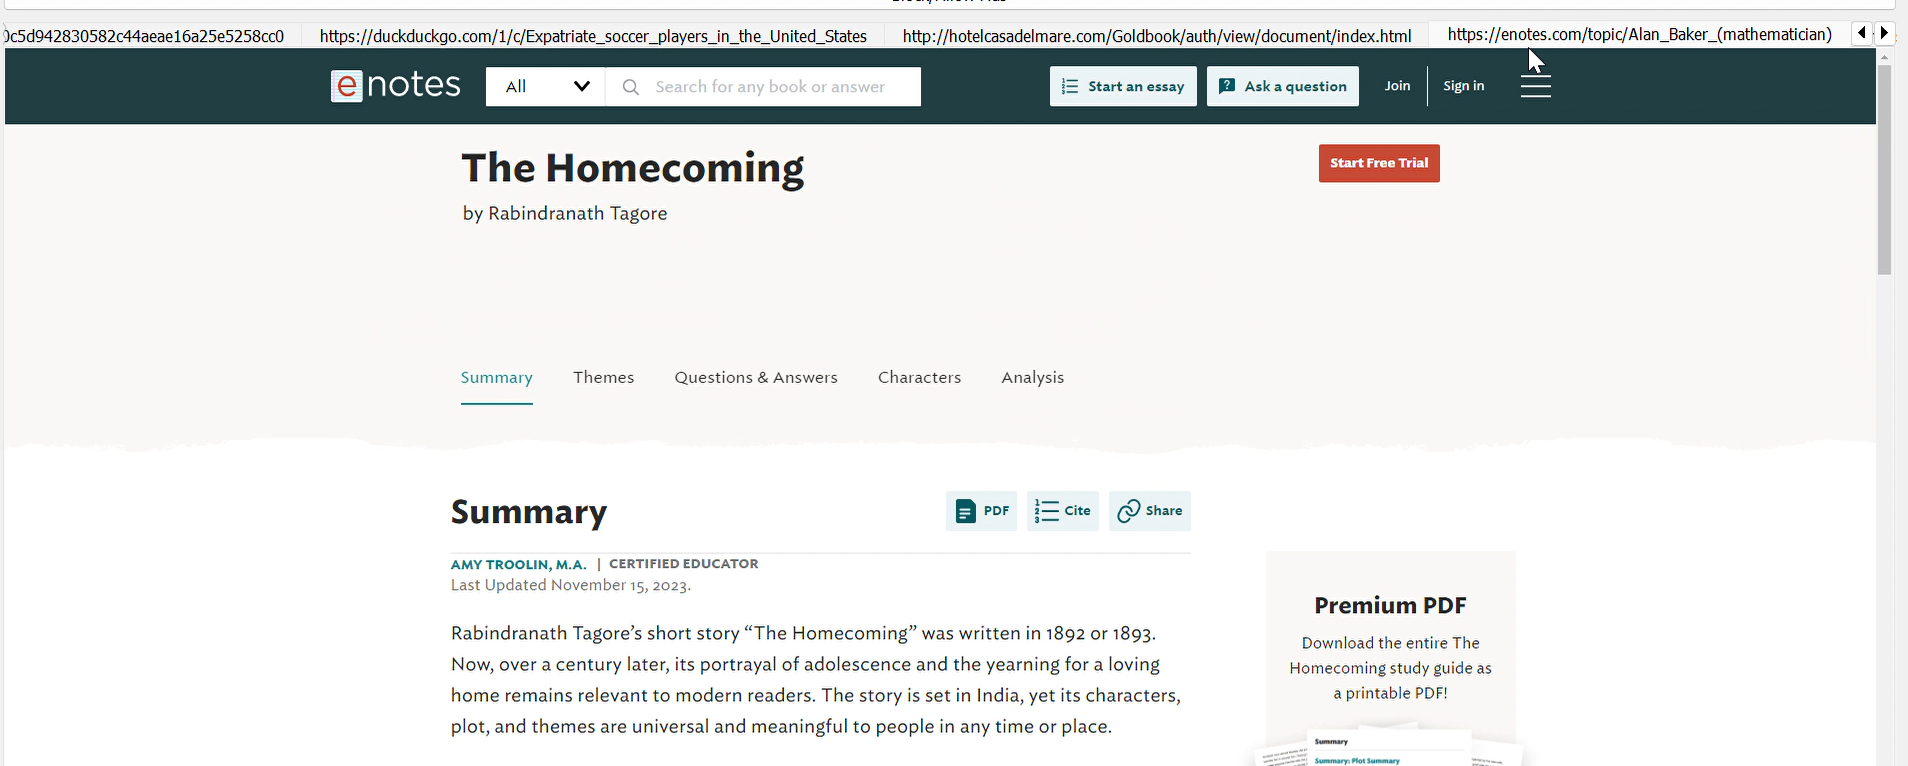 0c5d942830582c44aeae16a25e5258cc0
https://duckduckgo.com/1/c/Expatriate_soccer_players_in_the_United_States
http://hotelcasadelmare.com/Goldbook/auth/view/document/index.html
https://enotes.com/topic/Alan_Baker_(mathematician)
enotes
All
Search for any book or answer
Start an essay
Ask a question
Join
Sign in
The Homecoming
Start Free Trial
by Rabindranath Tagore
Summary
Themes
Questions & Answers
Characters
Analysis
Summary
PDF
Cite
Share
AMY TROOLIN, M.A. | CERTIFIED EDUCATOR
Last Updated November 15, 2023.
Rabindranath Tagore’s short story “The Homecoming” was written in 1892 or 1893.
Now, over a century later, its portrayal of adolescence and the yearning for a loving
home remains relevant to modern readers. The story is set in India, yet its characters,
plot, and themes are universal and meaningful to people in any time or place.
Premium PDF
Download the entire The
Homecoming study guide as
a printable PDF!
Summary
Summary: Plot Summary